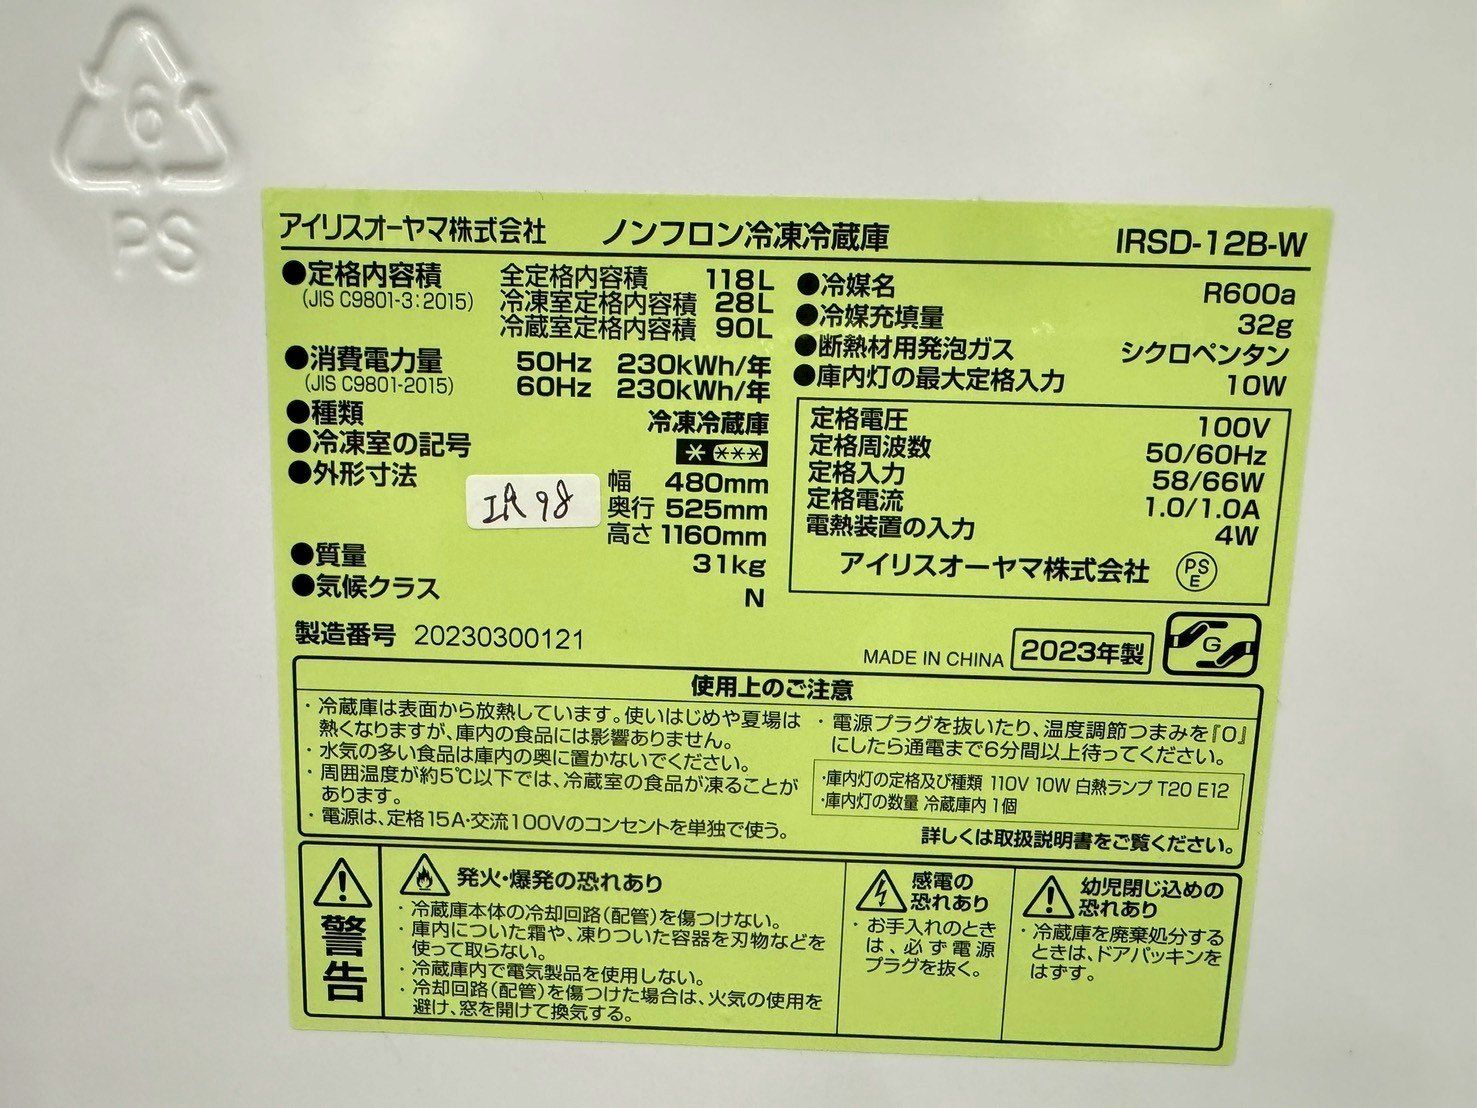 6
PS
アイリスオーヤマ株式会社 ノンフロン冷凍冷蔵庫 IRSD-12B-W
●定格内容積 全定格内容積 118L
(JIS C9801-3:2015) 冷凍室定格内容積 28L
冷蔵室定格内容積 90L
●消費電力量 50Hz 230kWh/年
(JIS C9801-2015) 60Hz 230kWh/年
●種類 冷凍冷蔵庫
●冷凍室の記号 * ***
●外形寸法 幅 480mm
奥行 525mm
高さ 1160mm
●質量 31kg
●気候クラス N
●冷媒名 R600a
●冷媒充填量 32g
●断熱材用発泡ガス シクロペンタン
●庫内灯の最大定格入力 10W
定格電圧 100V
定格周波数 50/60Hz
定格入力 58/66W
定格電流 1.0/1.0A
電熱装置の入力 4W
アイリスオーヤマ株式会社 PSE
製造番号 20230300121
MADE IN CHINA 2023年製 G
使用上のご注意
・冷蔵庫は表面から放熱しています。使いはじめや夏場は
熱くなりますが、庫内の食品には影響ありません。
・水気の多い食品は庫内の奥に置かないでください。
・周囲温度が約5℃以下では、冷蔵室の食品が凍ることが
あります。
・電源は、定格15A・交流100Vのコンセントを単独で使う。
・電源プラグを抜いたり、温度調節つまみを『0』
にしたら通電まで6分間以上待ってください。
・庫内灯の定格及び種類 110V 10W 白熱ランプ T20 E12
・庫内灯の数量 冷蔵庫内 1個
詳しくは取扱説明書をご覧ください。
警告
発火・爆発の恐れあり
・冷蔵庫本体の冷却回路(配管)を傷つけない。
・庫内についた霜や、凍りついた容器を刃物などを
使って取らない。
・冷蔵庫内で電気製品を使用しない。
・冷却回路(配管)を傷つけた場合は、火気の使用を
避け、窓を開けて換気する。
感電の
恐れあり
・お手入れのとき
は、必ず電源
プラグを抜く。
幼児閉じ込めの
恐れあり
・冷蔵庫を廃棄処分する
ときは、ドアパッキンを
はずす。